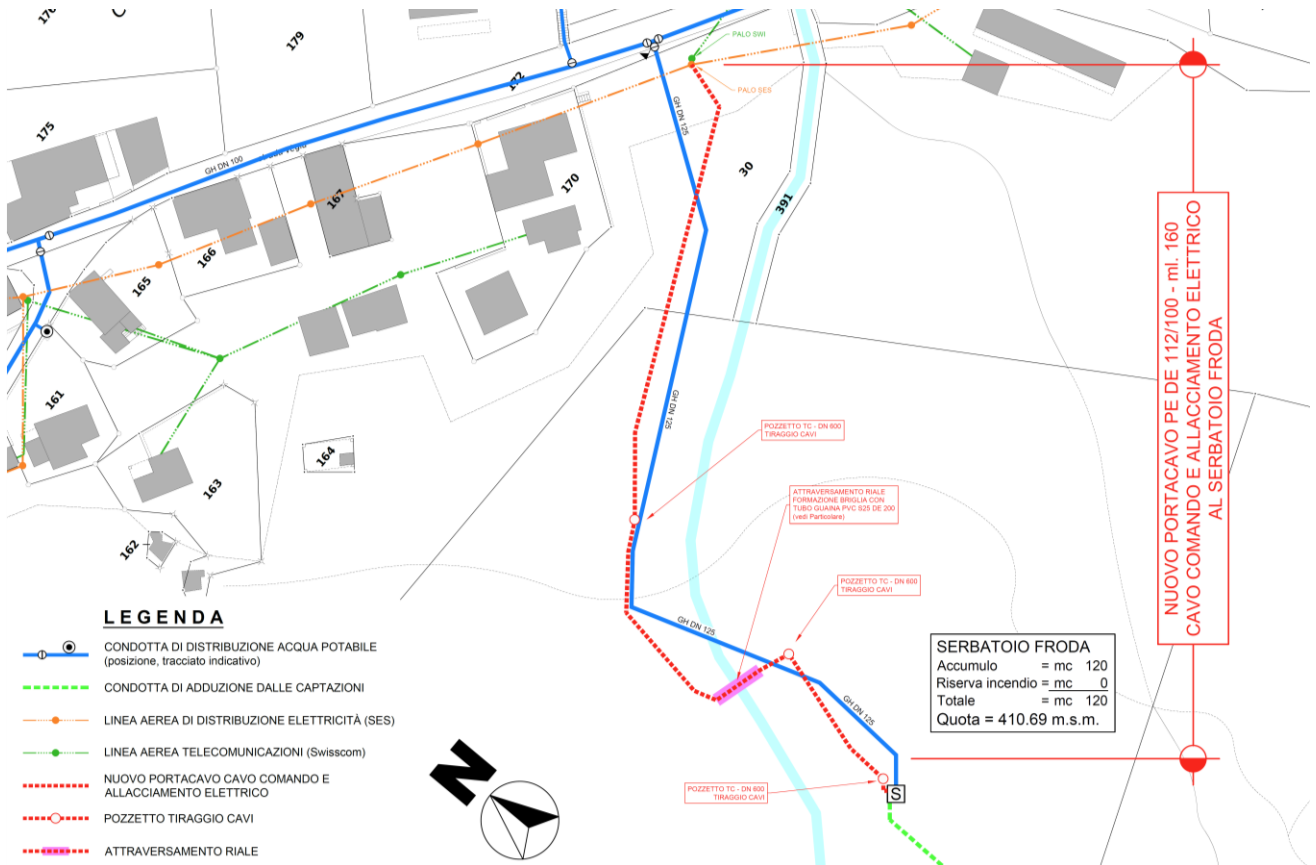 179
172
175
GH DN 100
167
166
165
170
161
163
164
162
PALO SWI
PALO SES
GH DN 125
30
391
GH DN 125
POZZETTO TC - DN 600
TIRAGGIO CAVI
ATTRAVERSAMENTO RIALE
FORMAZIONE BRIGLIA CON
TUBO GUAINA PVC S25 DE 200
(vedi Particolare)
POZZETTO TC - DN 600
TIRAGGIO CAVI
GH DN 125
GH DN 125
POZZETTO TC - DN 600
TIRAGGIO CAVI
S
NUOVO PORTACAVO PE DE 112/100 - ml. 160
CAVO COMANDO E ALLACCIAMENTO ELETTRICO
AL SERBATOIO FRODA
SERBATOIO FRODA
Accumulo = mc 120
Riserva incendio = mc 0
Totale = mc 120
Quota = 410.69 m.s.m.
LEGENDA
CONDOTTA DI DISTRIBUZIONE ACQUA POTABILE
(posizione, tracciato indicativo)
CONDOTTA DI ADDUZIONE DALLE CAPTAZIONI
LINEA AEREA DI DISTRIBUZIONE ELETTRICITÀ (SES)
LINEA AEREA TELECOMUNICAZIONI (Swisscom)
NUOVO PORTACAVO CAVO COMANDO E
ALLACCIAMENTO ELETTRICO
POZZETTO TIRAGGIO CAVI
ATTRAVERSAMENTO RIALE
N